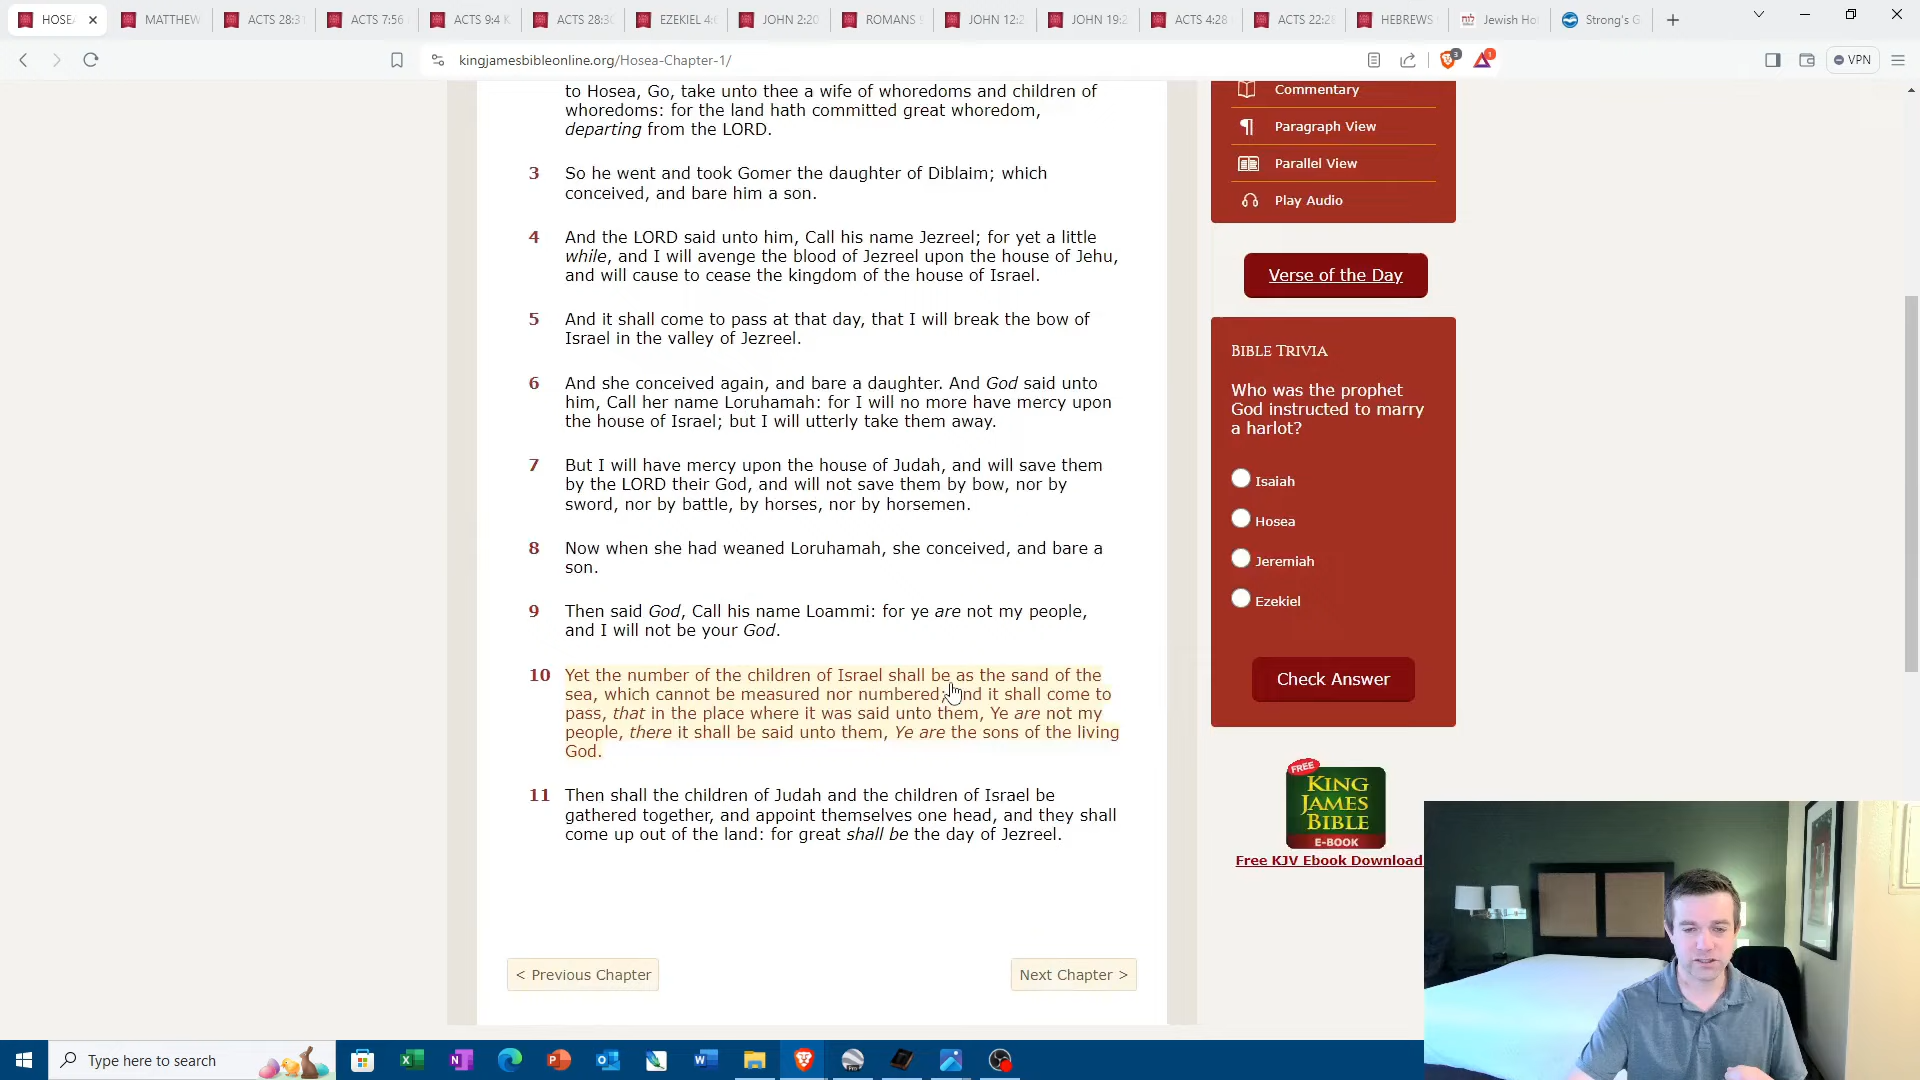 HOSEA
MATTHEW
ACTS 28:31
ACTS 7:56
ACTS 9:4 K
ACTS 28:30
EZEKIEL 4:6
JOHN 2:20
ROMANS
JOHN 12:2
JOHN 19:2
ACTS 4:28
ACTS 22:28
HEBREWS
Jewish Ho
Strong's G
kingjamesbibleonline.org/Hosea-Chapter-1/
3
1
VPN
to Hosea, Go, take unto thee a wife of whoredoms and children of
whoredoms: for the land hath committed great whoredom,
departing from the LORD.
3 So he went and took Gomer the daughter of Diblaim; which
conceived, and bare him a son.
4 And the LORD said unto him, Call his name Jezreel; for yet a little
while, and I will avenge the blood of Jezreel upon the house of Jehu,
and will cause to cease the kingdom of the house of Israel.
5 And it shall come to pass at that day, that I will break the bow of
Israel in the valley of Jezreel.
6 And she conceived again, and bare a daughter. And God said unto
him, Call her name Loruhamah: for I will no more have mercy upon
the house of Israel; but I will utterly take them away.
7 But I will have mercy upon the house of Judah, and will save them
by the LORD their God, and will not save them by bow, nor by
sword, nor by battle, by horses, nor by horsemen.
8 Now when she had weaned Loruhamah, she conceived, and bare a
son.
9 Then said God, Call his name Loammi: for ye are not my people,
and I will not be your God.
10 Yet the number of the children of Israel shall be as the sand of the
sea, which cannot be measured nor numbered; and it shall come to
pass, that in the place where it was said unto them, Ye are not my
people, there it shall be said unto them, Ye are the sons of the living
God.
11 Then shall the children of Judah and the children of Israel be
gathered together, and appoint themselves one head, and they shall
come up out of the land: for great shall be the day of Jezreel.
< Previous Chapter
Next Chapter >
Commentary
Paragraph View
Parallel View
Play Audio
Verse of the Day
BIBLE TRIVIA
Who was the prophet
God instructed to marry
a harlot?
Isaiah
Hosea
Jeremiah
Ezekiel
Check Answer
FREE
KING
JAMES
BIBLE
E-BOOK
Free KJV Ebook Download
Type here to search